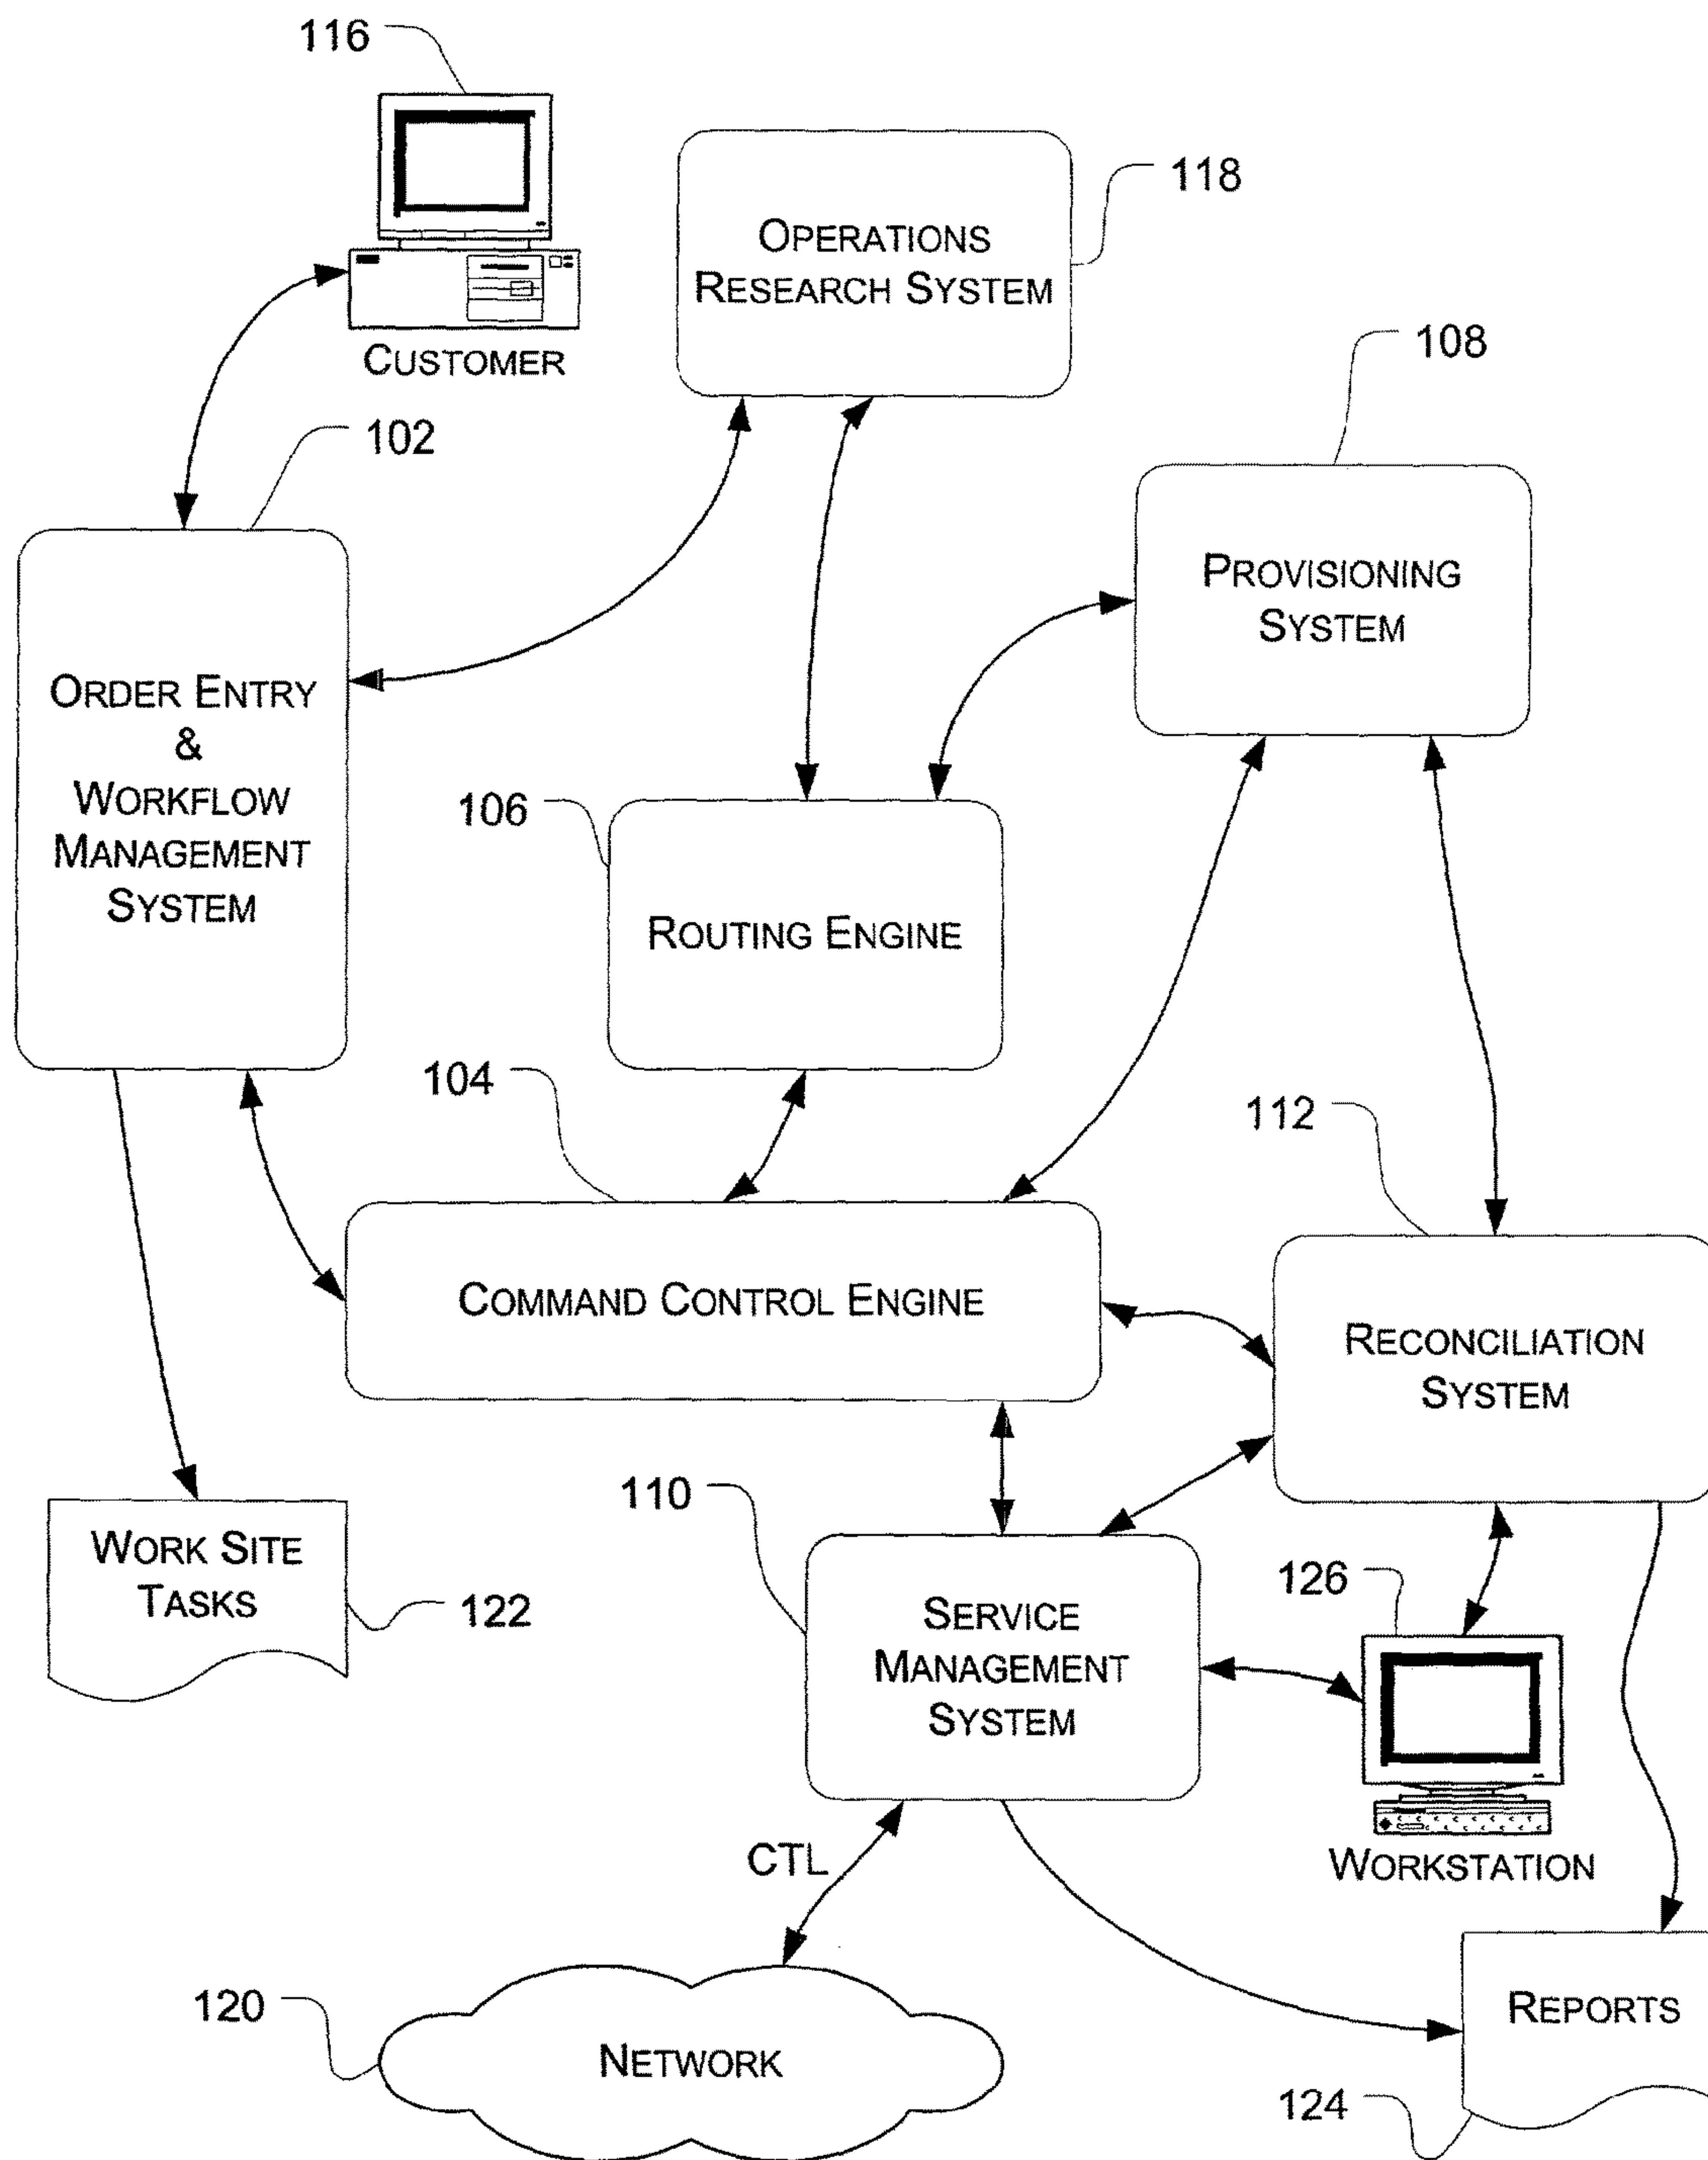 116
CUSTOMER
OPERATIONS
RESEARCH SYSTEM
118
108
102
PROVISIONING
SYSTEM
ORDER ENTRY
&
WORKFLOW
MANAGEMENT
SYSTEM
106
ROUTING ENGINE
104
112
COMMAND CONTROL ENGINE
RECONCILIATION
SYSTEM
110
WORK SITE
TASKS
122
126
SERVICE
MANAGEMENT
SYSTEM
CTL
WORKSTATION
120
NETWORK
REPORTS
124